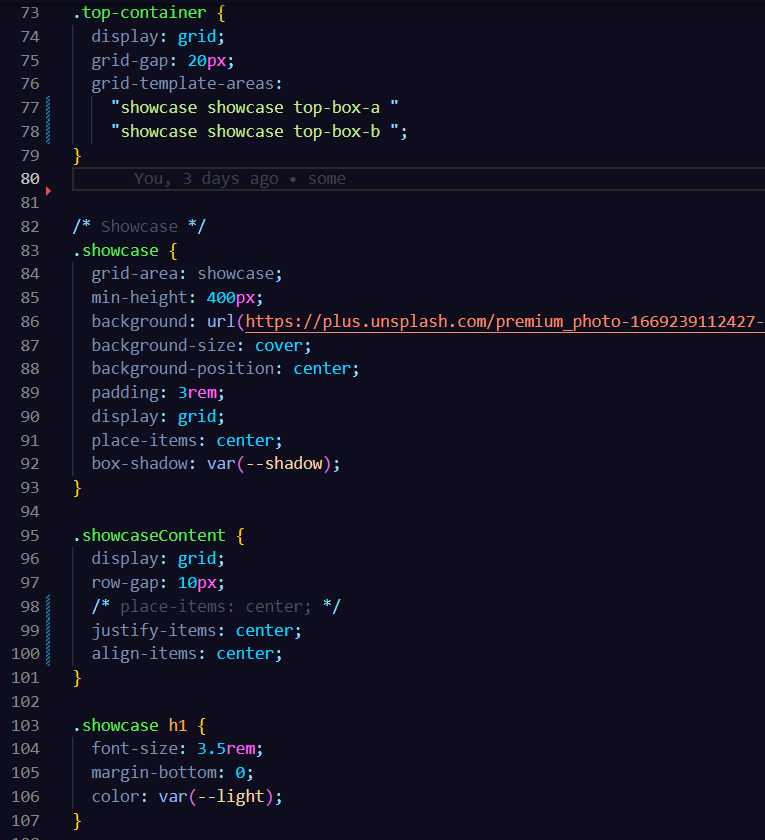 73 .top-container {
74   display: grid;
75   grid-gap: 20px;
76   grid-template-areas:
77     "showcase showcase top-box-a "
78     "showcase showcase top-box-b ";
79 }
80       You, 3 days ago • some
81
82 /* Showcase */
83 .showcase {
84   grid-area: showcase;
85   min-height: 400px;
86   background: url(https://plus.unsplash.com/premium_photo-1669239112427-
87   background-size: cover;
88   background-position: center;
89   padding: 3rem;
90   display: grid;
91   place-items: center;
92   box-shadow: var(--shadow);
93 }
94
95 .showcaseContent {
96   display: grid;
97   row-gap: 10px;
98   /* place-items: center; */
99   justify-items: center;
100   align-items: center;
101 }
102
103 .showcase h1 {
104   font-size: 3.5rem;
105   margin-bottom: 0;
106   color: var(--light);
107 }